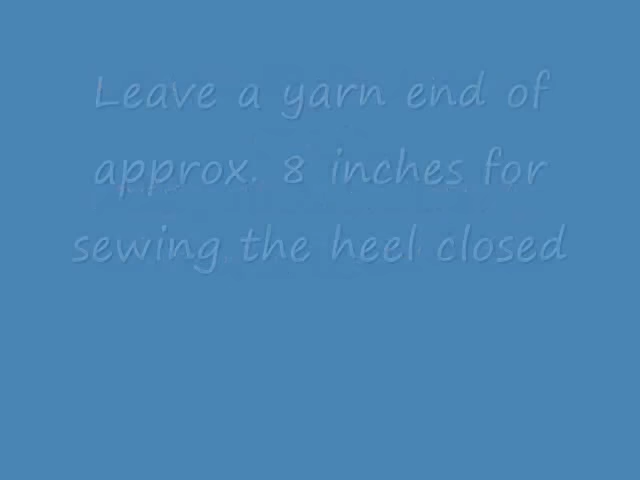 Leave a yarn end of
approx. 8 inches for
sewing the heel closed